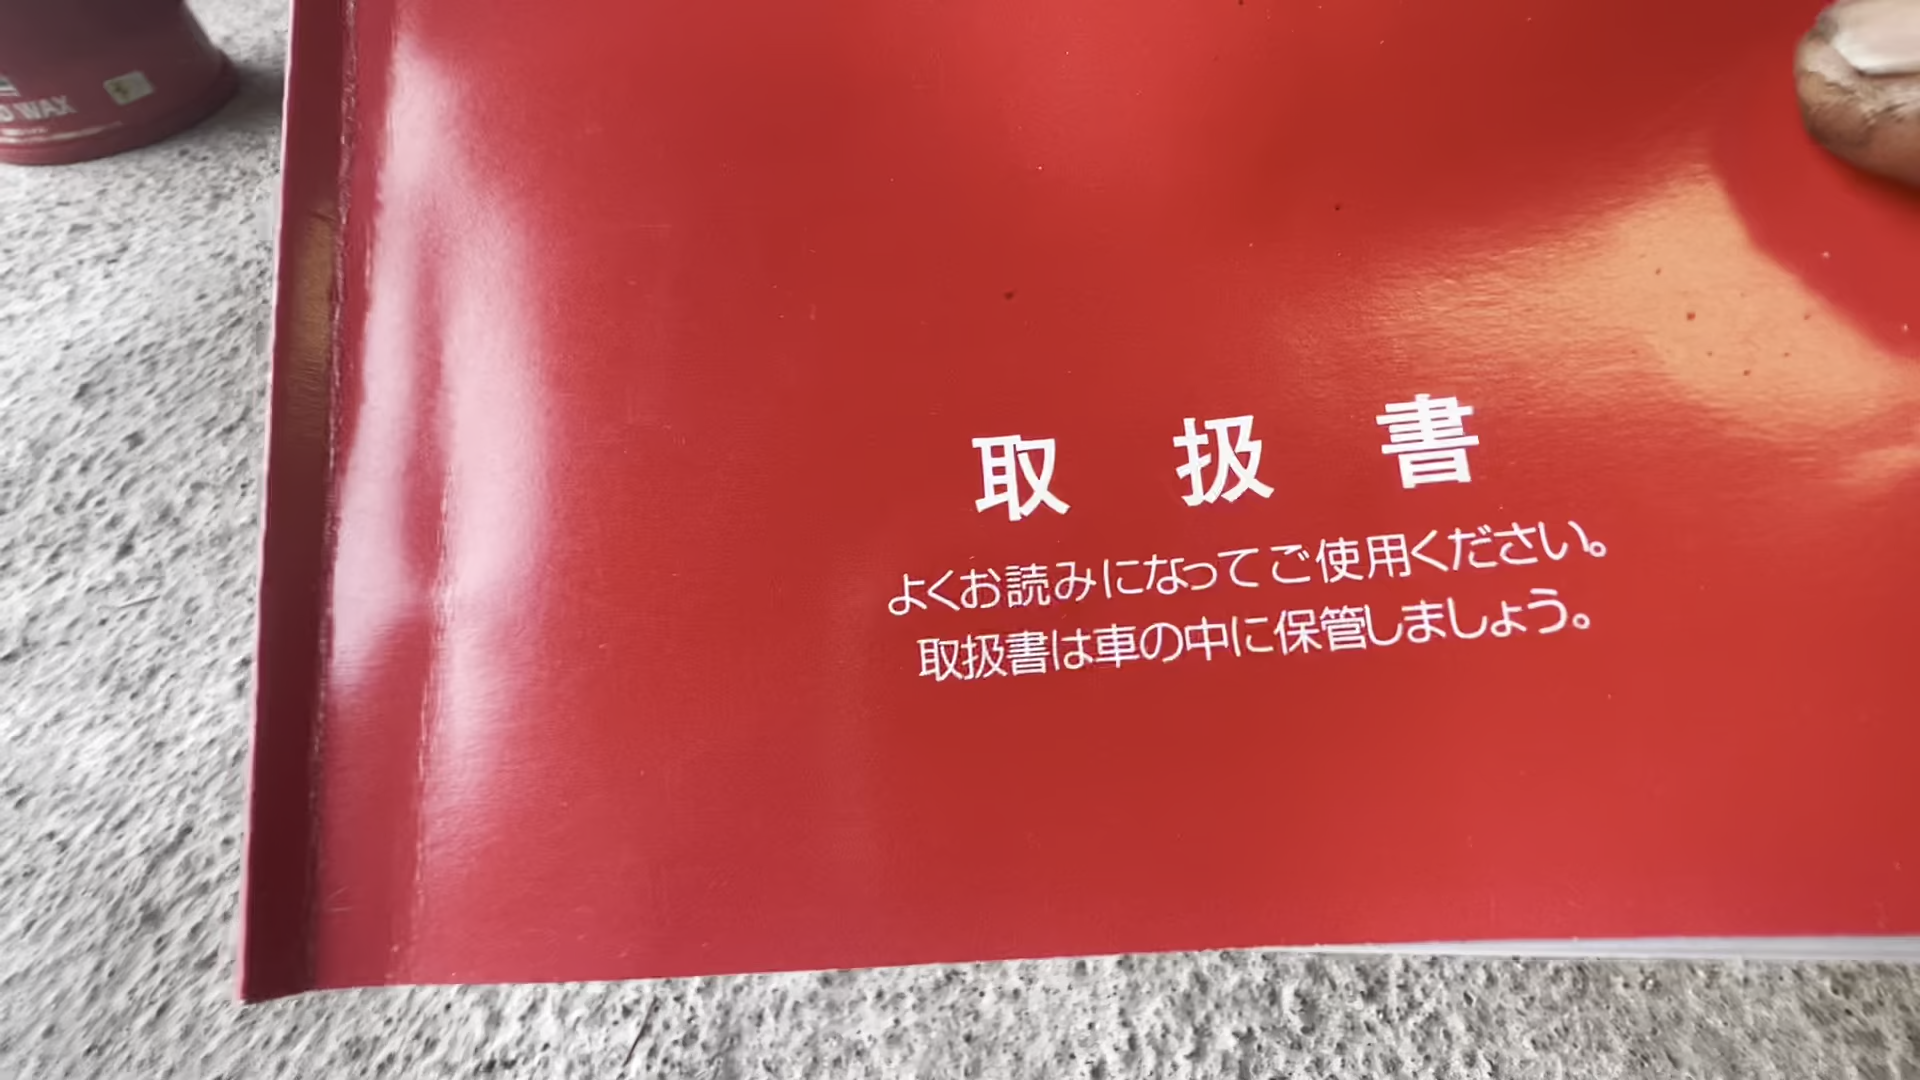 WAX
取扱書
よくお読みになってご使用ください。
取扱書は車の中に保管しましょう。